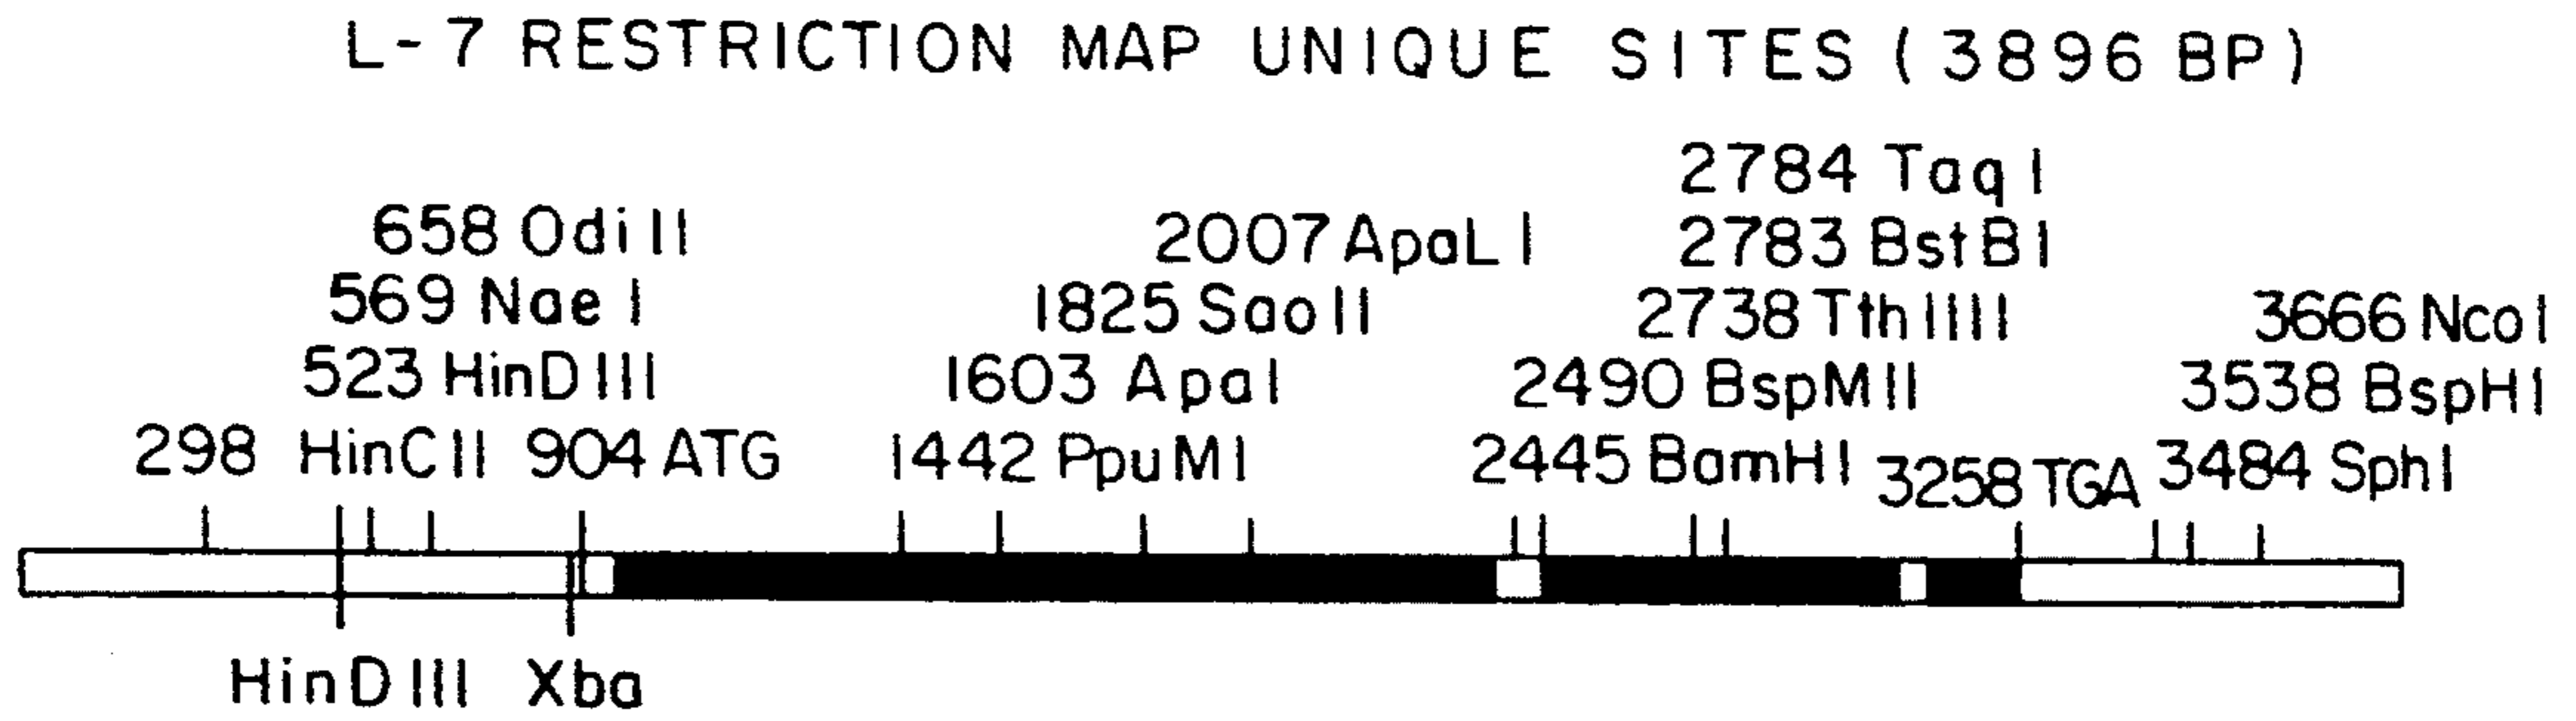 L-7 RESTRICTION MAP UNIQUE SITES (3896 BP)
2784 Taq I
658 Odi II 2007 ApaL I 2783 BstB I
569 Nae I 1825 Sao II 2738 Tth IIII 3666 Nco I
523 HinD III 1603 Apa I 2490 BspM II 3538 BspH I
298 HinC II 904 ATG 1442 PpuM I 2445 BamH I 3258 TGA 3484 Sph I
HinD III Xba